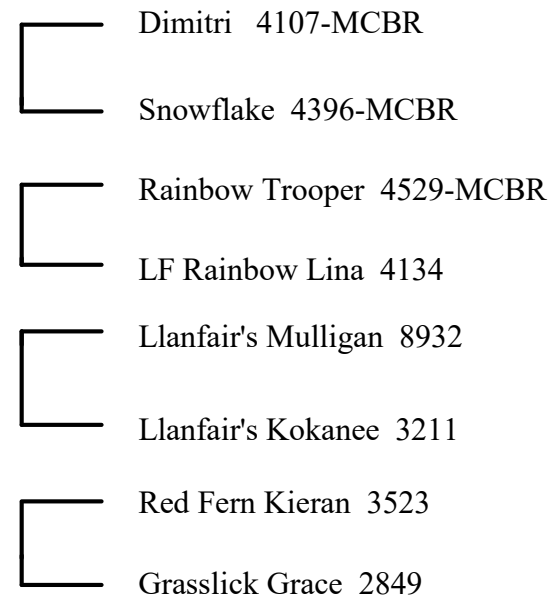 Dimitri 4107-MCBR
Snowflake 4396-MCBR
Rainbow Trooper 4529-MCBR
LF Rainbow Lina 4134
Llanfair's Mulligan 8932
Llanfair's Kokanee 3211
Red Fern Kieran 3523
Grasslick Grace 2849